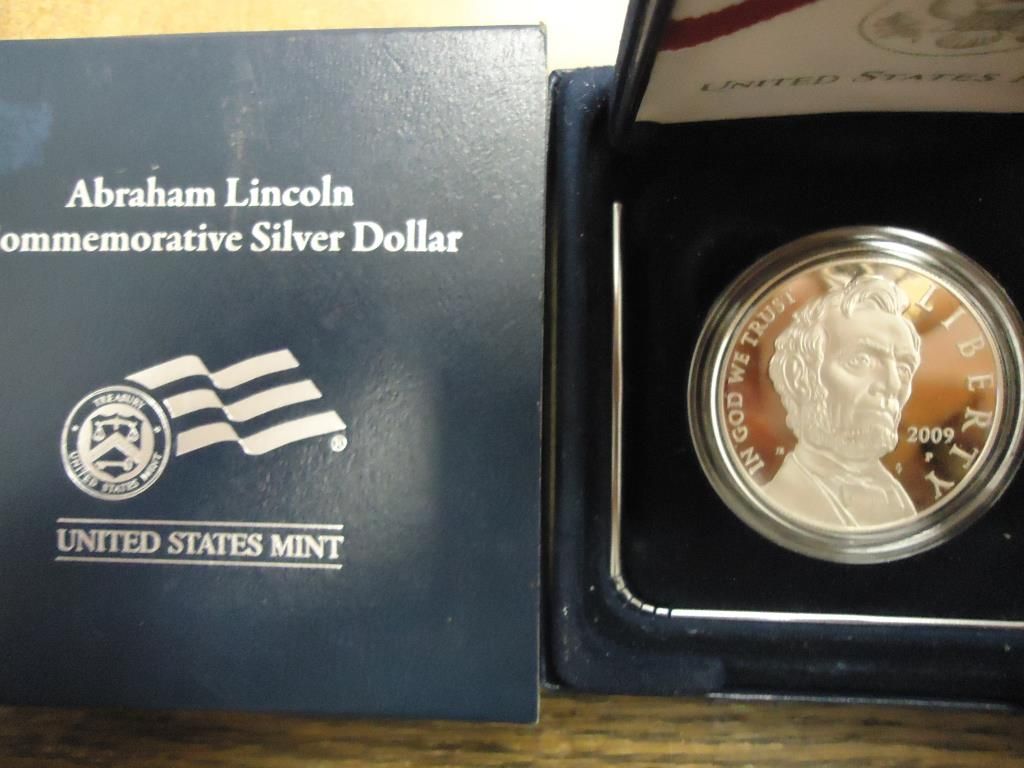 Abraham Lincoln
ommemorative Silver Dollar
TREASURY
UNITED STATES MINT
®
UNITED STATES MINT
UNITED STATES
IN GOD WE TRUST
LIBERTY
2009
P